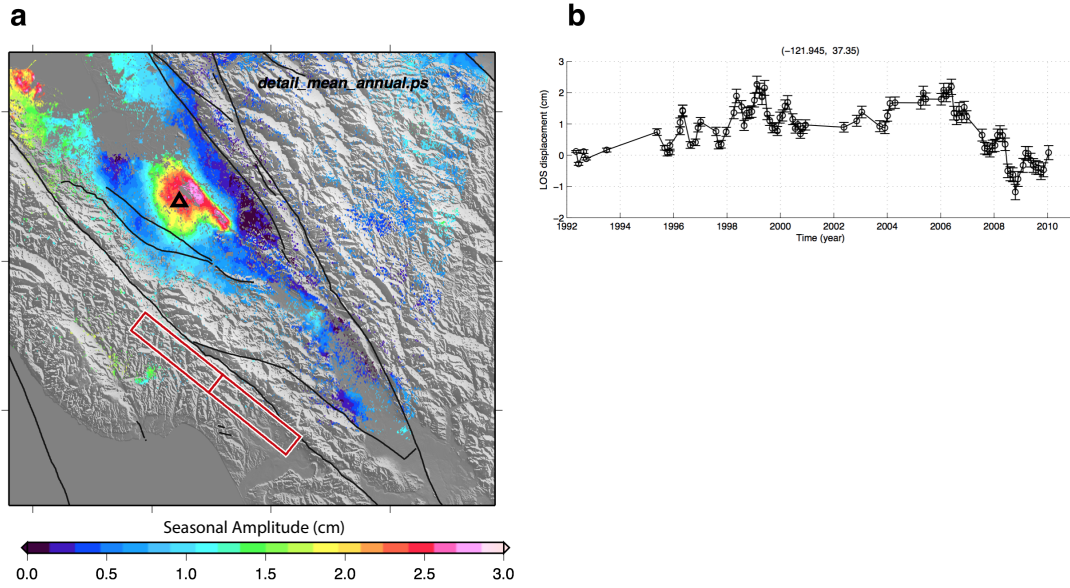 a
b
detail_mean_annual.ps
(−121.945, 37.35)
LOS displacement (cm)
3
2
1
0
−1
−2
1992 1994 1996 1998 2000 2002 2004 2006 2008 2010
Time (year)
Seasonal Amplitude (cm)
0.0 0.5 1.0 1.5 2.0 2.5 3.0